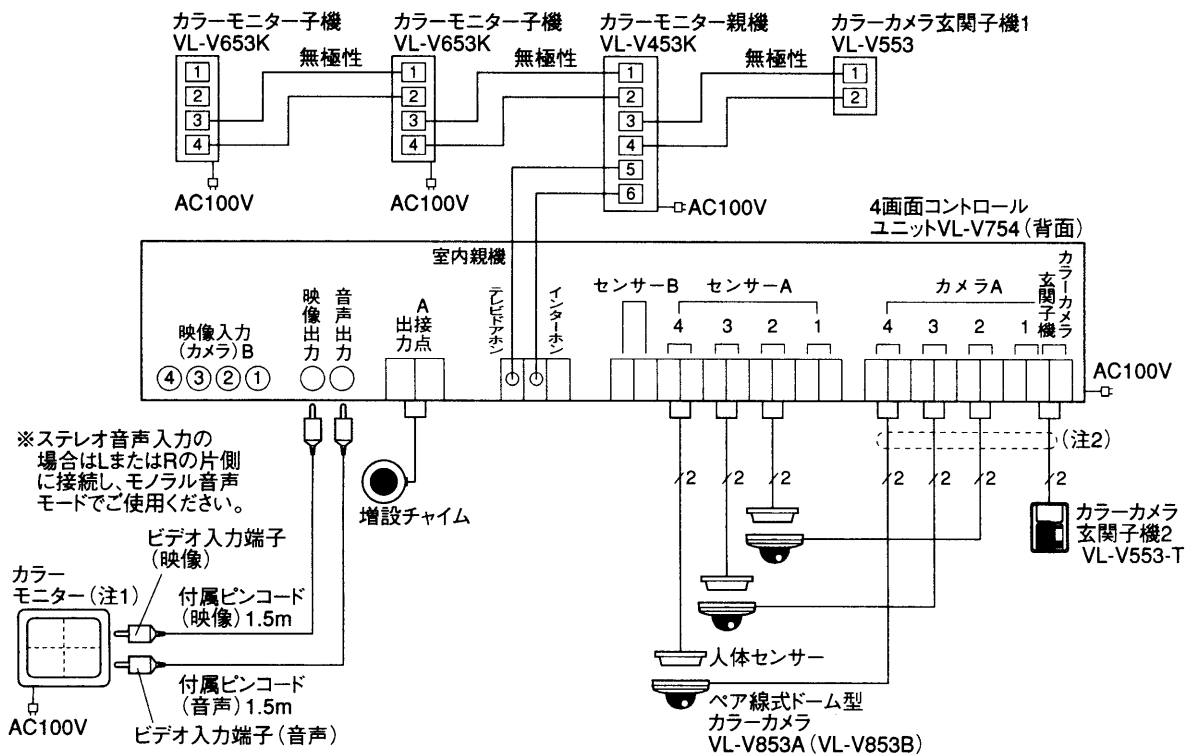 カラーモニター子機
VL-V653K
カラーモニター子機
VL-V653K
カラーモニター親機
VL-V453K
カラーカメラ玄関子機1
VL-V553
無極性
無極性
無極性
1
2
3
4
1
2
3
4
1
2
3
4
5
6
1
2
AC100V
AC100V
AC100V
4画面コントロール
ユニットVL-V754(背面)
室内親機
映像入力
(カメラ)B
④③②①
映像出力
音声出力
A接点
出力
テレビドアホン
インターホン
センサーB
センサーA
4
3
2
1
カメラA
4
3
2
1
カラーカメラ
玄関子機
AC100V
※ステレオ音声入力の
場合はLまたはRの片側
に接続し、モノラル音声
モードでご使用ください。
増設チャイム
(注2)
2
2
2
2
2
2
2
カラーカメラ
玄関子機2
VL-V553-T
ビデオ入力端子
(映像)
カラー
モニター(注1)
付属ピンコード
(映像)1.5m
付属ピンコード
(音声)1.5m
AC100V
ビデオ入力端子(音声)
人体センサー
ペア線式ドーム型
カラーカメラ
VL-V853A(VL-V853B)